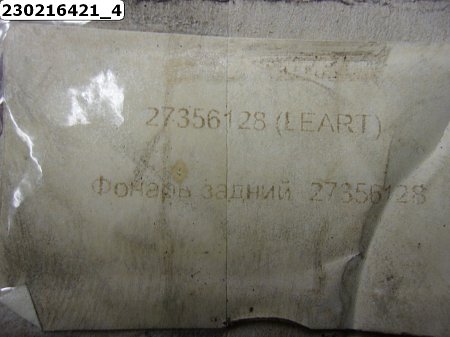 230216421_4
27356128 (LEART)
Фонарь задний 27356128